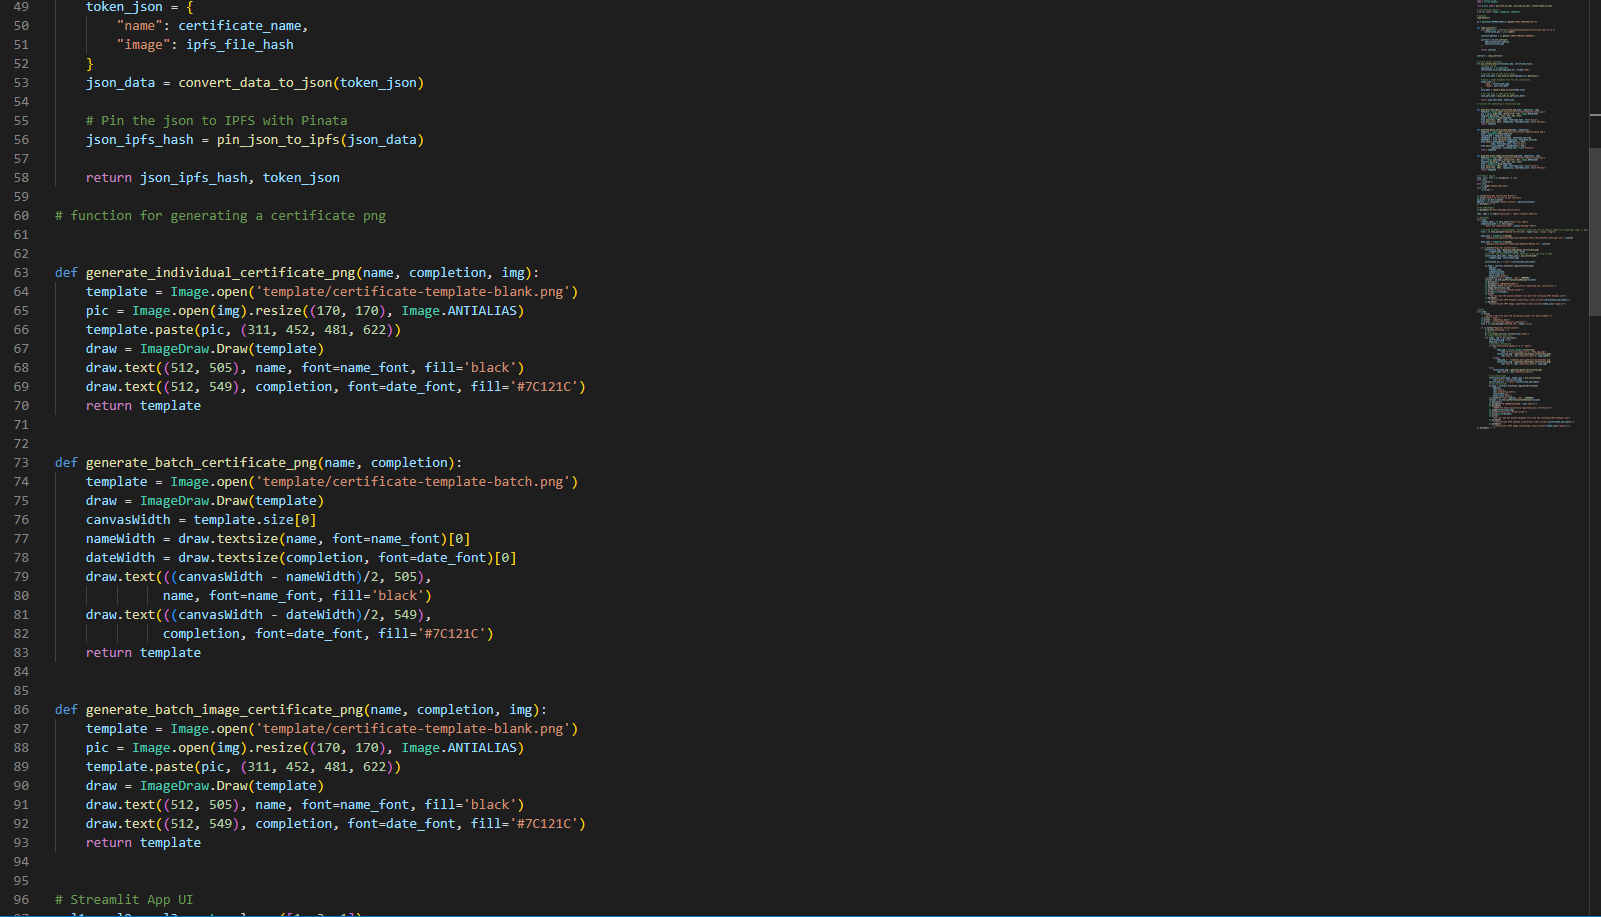 49 token_json = {
50 "name": certificate_name,
51 "image": ipfs_file_hash
52 }
53 json_data = convert_data_to_json(token_json)
54
55 # Pin the json to IPFS with Pinata
56 json_ipfs_hash = pin_json_to_ipfs(json_data)
57
58 return json_ipfs_hash, token_json
59
60 # function for generating a certificate png
61
62
63 def generate_individual_certificate_png(name, completion, img):
64 template = Image.open('template/certificate-template-blank.png')
65 pic = Image.open(img).resize((170, 170), Image.ANTIALIAS)
66 template.paste(pic, (311, 452, 481, 622))
67 draw = ImageDraw.Draw(template)
68 draw.text((512, 505), name, font=name_font, fill='black')
69 draw.text((512, 549), completion, font=date_font, fill='#7C121C')
70 return template
71
72
73 def generate_batch_certificate_png(name, completion):
74 template = Image.open('template/certificate-template-batch.png')
75 draw = ImageDraw.Draw(template)
76 canvasWidth = template.size[0]
77 nameWidth = draw.textsize(name, font=name_font)[0]
78 dateWidth = draw.textsize(completion, font=date_font)[0]
79 draw.text(((canvasWidth - nameWidth)/2, 505),
80 name, font=name_font, fill='black')
81 draw.text(((canvasWidth - dateWidth)/2, 549),
82 completion, font=date_font, fill='#7C121C')
83 return template
84
85
86 def generate_batch_image_certificate_png(name, completion, img):
87 template = Image.open('template/certificate-template-blank.png')
88 pic = Image.open(img).resize((170, 170), Image.ANTIALIAS)
89 template.paste(pic, (311, 452, 481, 622))
90 draw = ImageDraw.Draw(template)
91 draw.text((512, 505), name, font=name_font, fill='black')
92 draw.text((512, 549), completion, font=date_font, fill='#7C121C')
93 return template
94
95
96 # Streamlit App UI